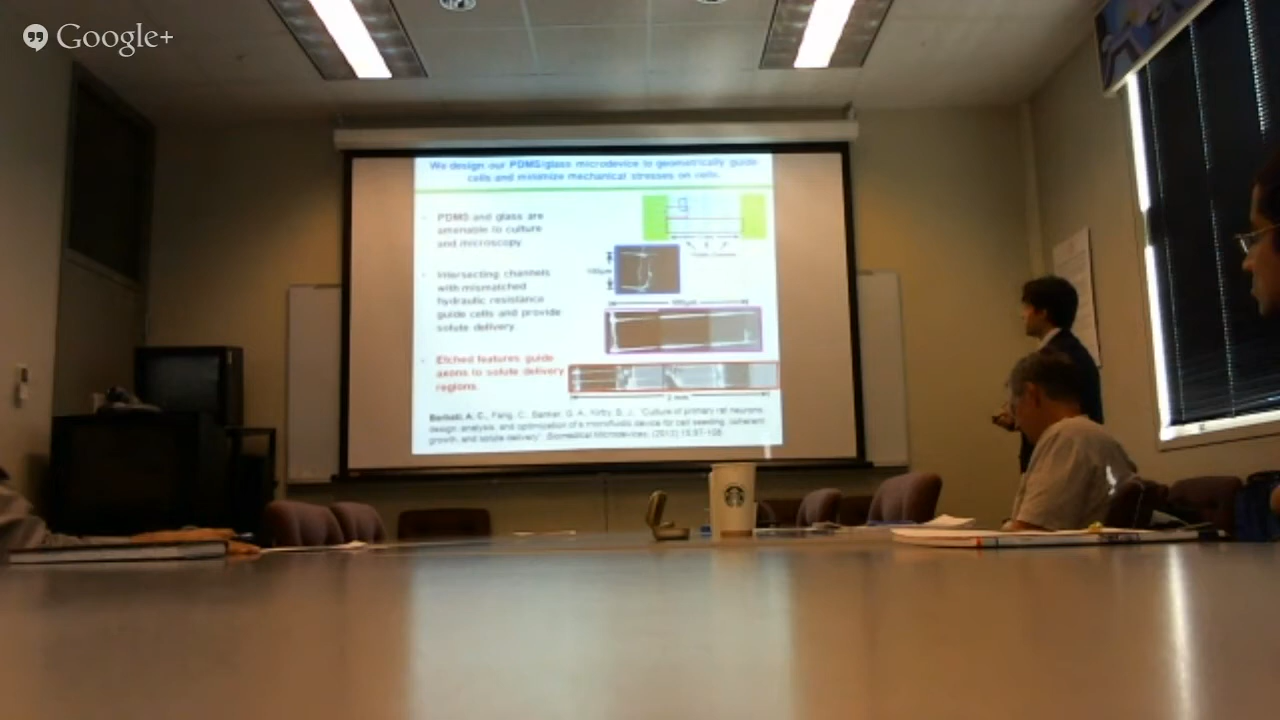 Google+
We design our PDMS/glass microdevice to geometrically guide
cells and minimize mechanical stresses on cells.
PDMS and glass are
amenable to culture
and microscopy
Intersecting channels
with mismatched
hydraulic resistance
guide cells and provide
solute delivery
Etched features guide
axons to solute delivery
regions.
2 mm
C., Fang, C., Banker, G. A., Kirby, B. J., "Culture of primary rat neurons:
design, analysis, and optimization of a microfluidic device for cell seeding, coherent
growth, and solute delivery". Biomedical Microdevices. (2012) 15:97-108